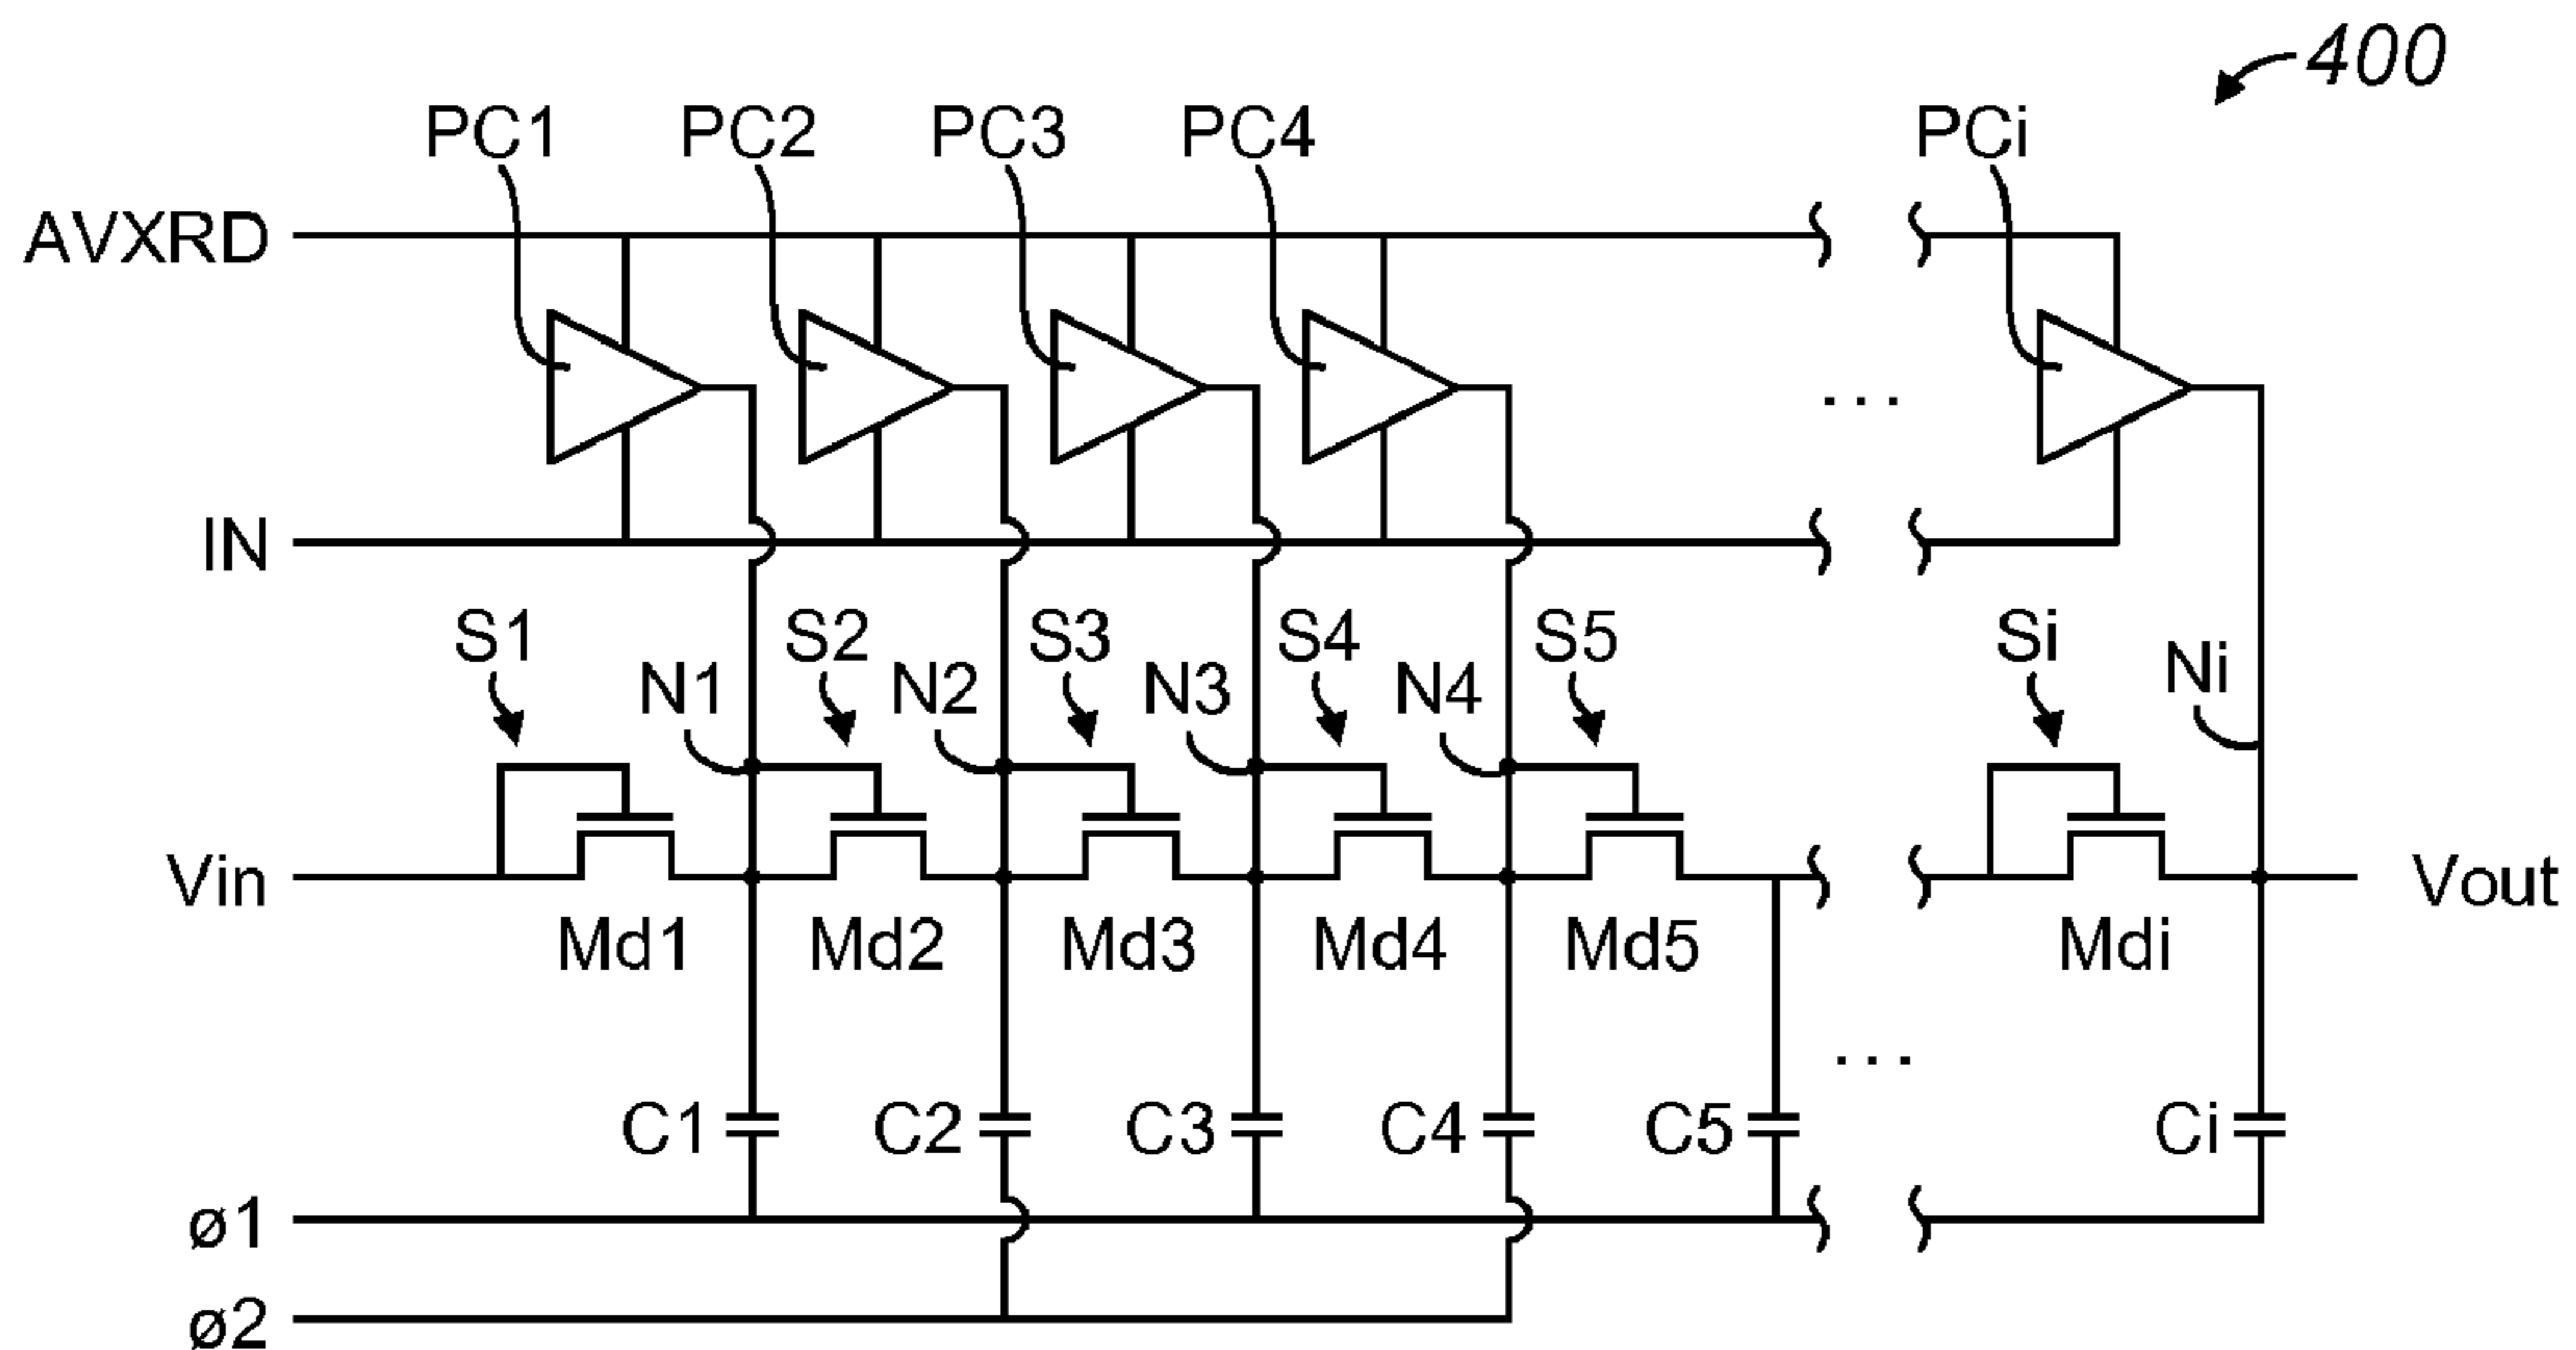 400
PC1 PC2 PC3 PC4 PCi
AVXRD
...
IN
S1 S2 S3 S4 S5 Si
N1 N2 N3 N4 Ni
Vin Vout
Md1 Md2 Md3 Md4 Md5 Mdi
...
C1 C2 C3 C4 C5 Ci
ø1
ø2